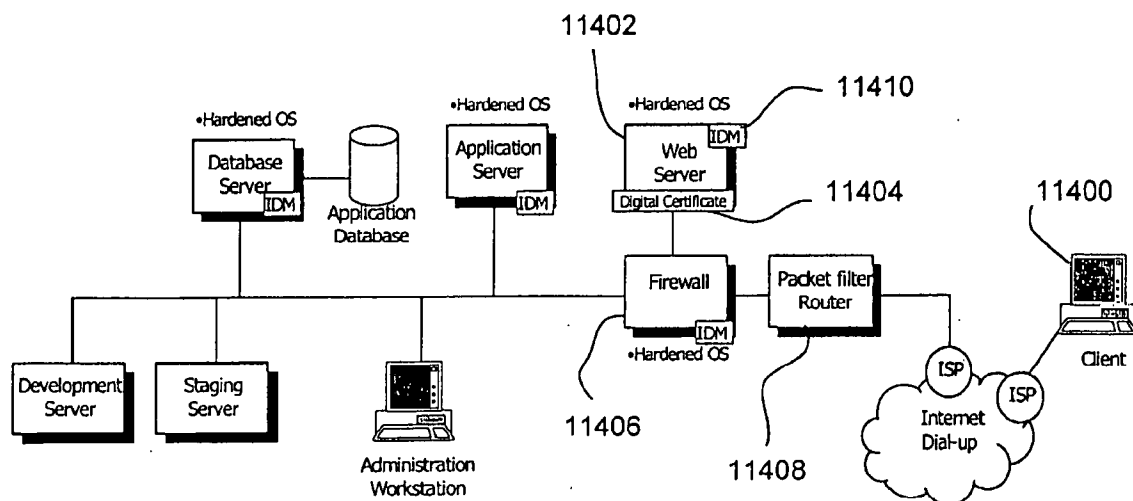 11402
•Hardened OS
•Hardened OS
•Hardened OS
11410
IDM
Database
Server
IDM
Application
Database
Application
Server
IDM
Web
Server
Digital Certificate
11404
11400
Firewall
IDM
•Hardened OS
Packet filter
Router
Client
Development
Server
Staging
Server
Administration
Workstation
11406
11408
ISP
ISP
Internet
Dial-up